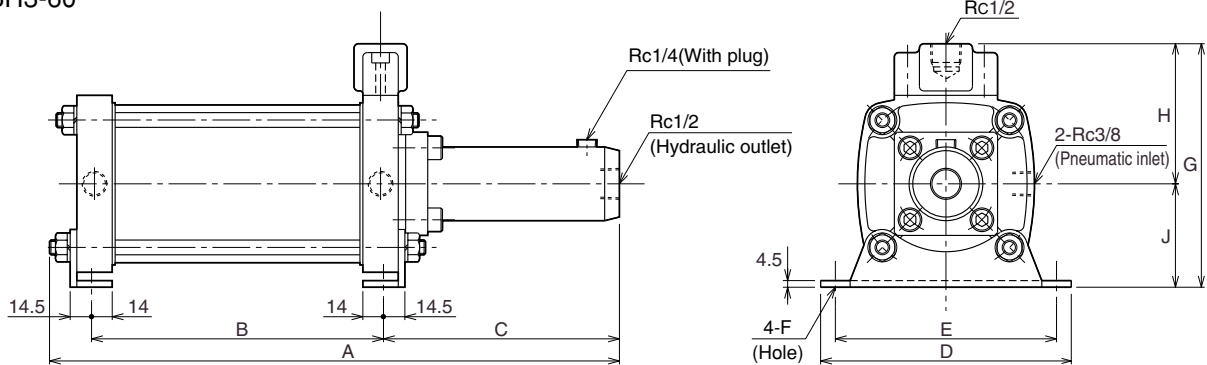 Rc1/2
Rc1/4(With plug)
Rc1/2
(Hydraulic outlet)
H
G
2-Rc3/8
(Pneumatic inlet)
J
4.5
14.5
14
14
14.5
B
C
A
4-F
(Hole)
E
D